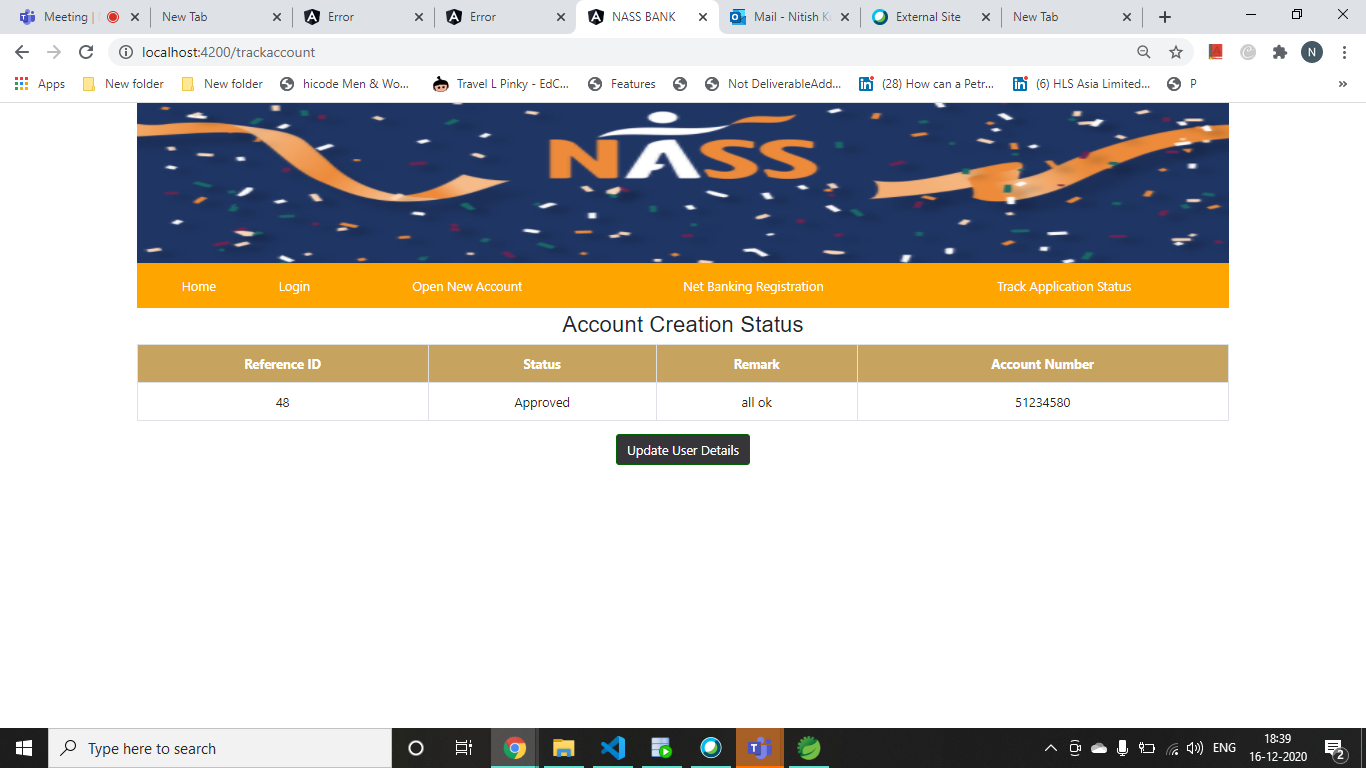 Meeting |
New Tab
Error
Error
NASS BANK
Mail - Nitish K
External Site
New Tab
localhost:4200/trackaccount
N
Apps
New folder
New folder
hicode Men & Wo...
Travel L Pinky - EdC...
Features
Not DeliverableAdd...
(28) How can a Petr...
(6) HLS Asia Limited...
P
»
NASS
Home
Login
Open New Account
Net Banking Registration
Track Application Status
Account Creation Status
Reference ID
Status
Remark
Account Number
48
Approved
all ok
51234580
Update User Details
Type here to search
ENG
18:39
16-12-2020
2